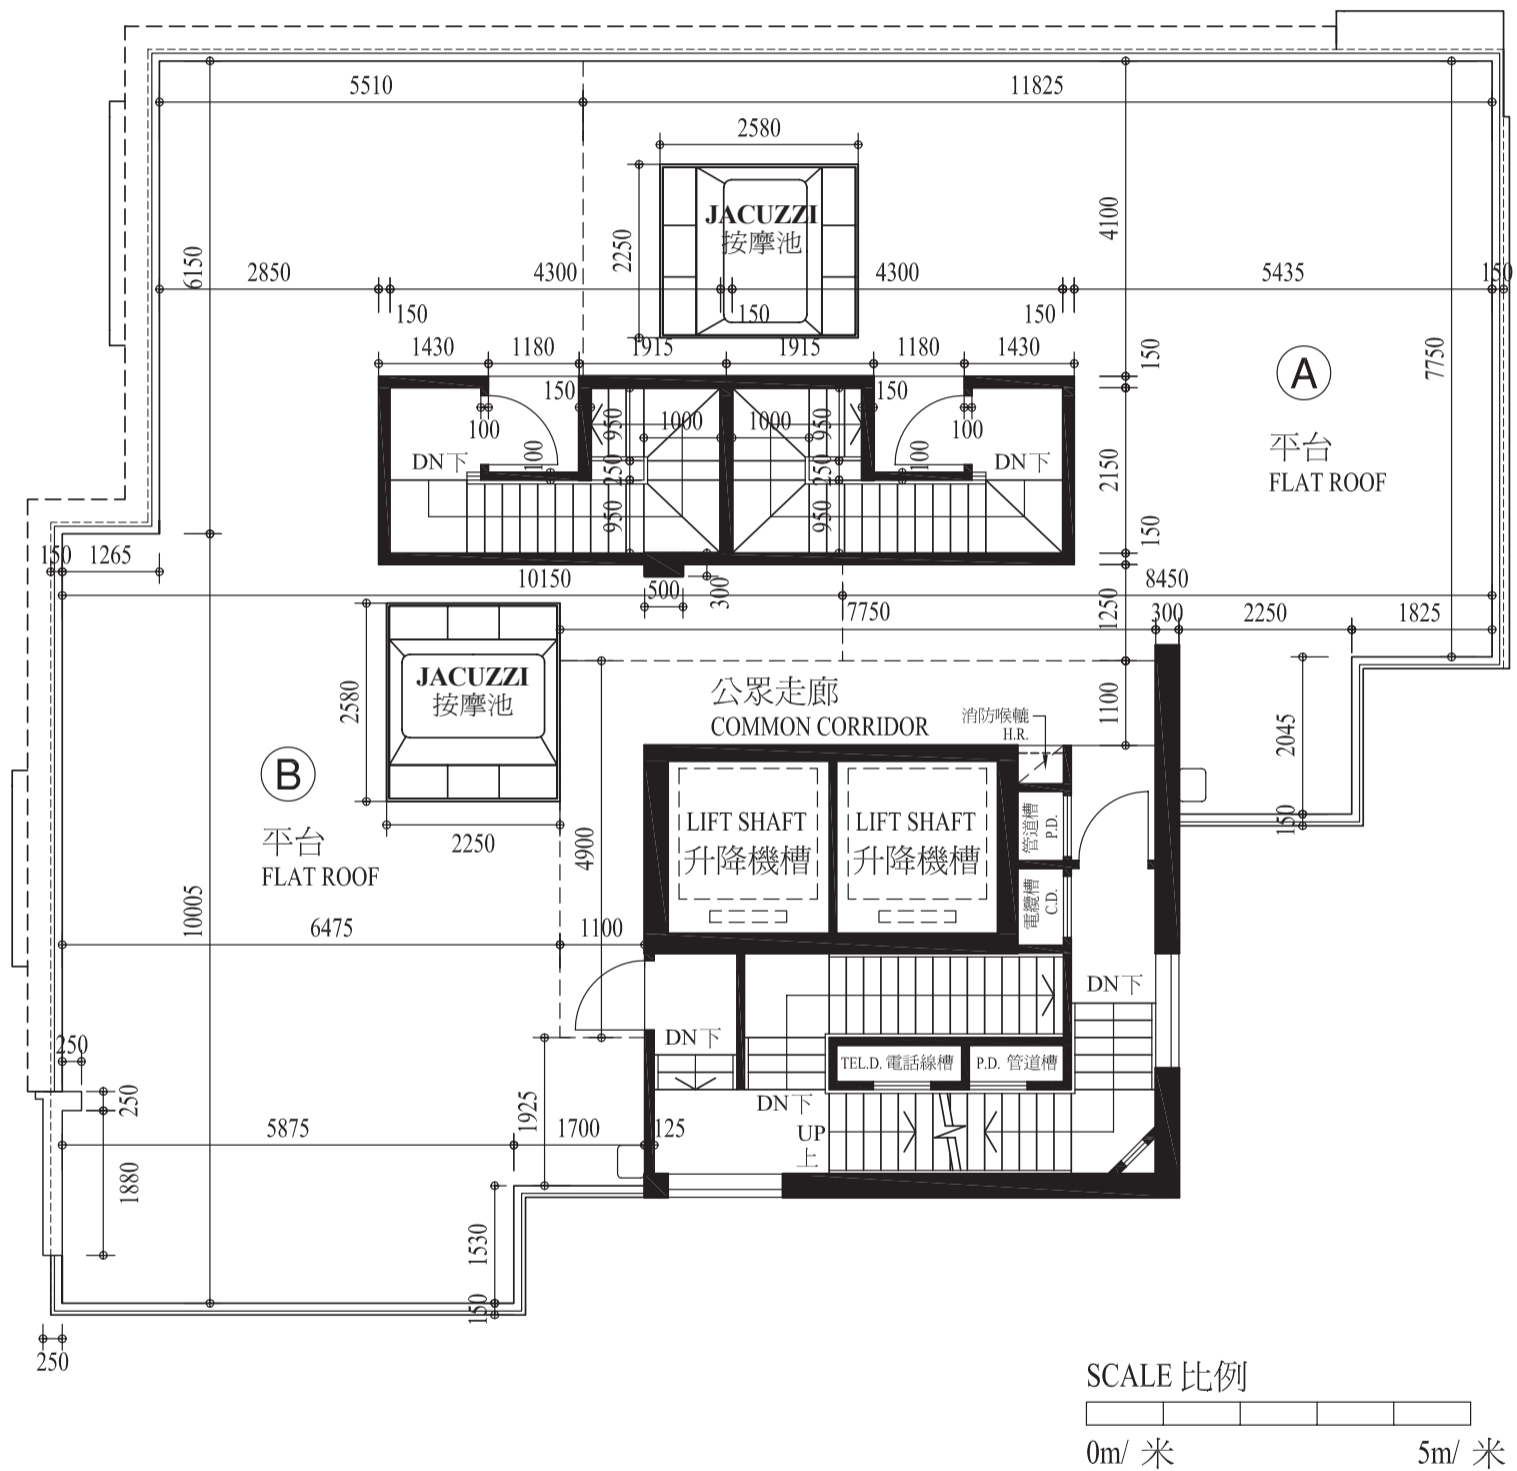 5510
11825
2580
JACUZZI
按摩池
2250
4100
6150
2850
4300
4300
5435
150
150
150
150
7750
1430
1180
1915
1915
1180
1430
150
A
平台
FLAT ROOF
150
150
950
1000
1000
950
100
100
100
100
DN下
DN下
250
250
2150
950
950
150
150
1265
10150
500
300
8450
7750
1250
300
2250
1825
JACUZZI
按摩池
2580
公眾走廊
COMMON CORRIDOR
消防喉轆
H.R.
1100
2045
B
平台
FLAT ROOF
2250
LIFT SHAFT
升降機槽
LIFT SHAFT
升降機槽
管道槽
P.D.
150
4900
電纜槽
C.D.
10005
6475
1100
DN下
DN下
250
TEL.D. 電話線槽
P.D. 管道槽
250
1925
DN下
5875
1700
125
UP
上
1880
1530
150
250
SCALE 比例
0m/ 米
5m/ 米